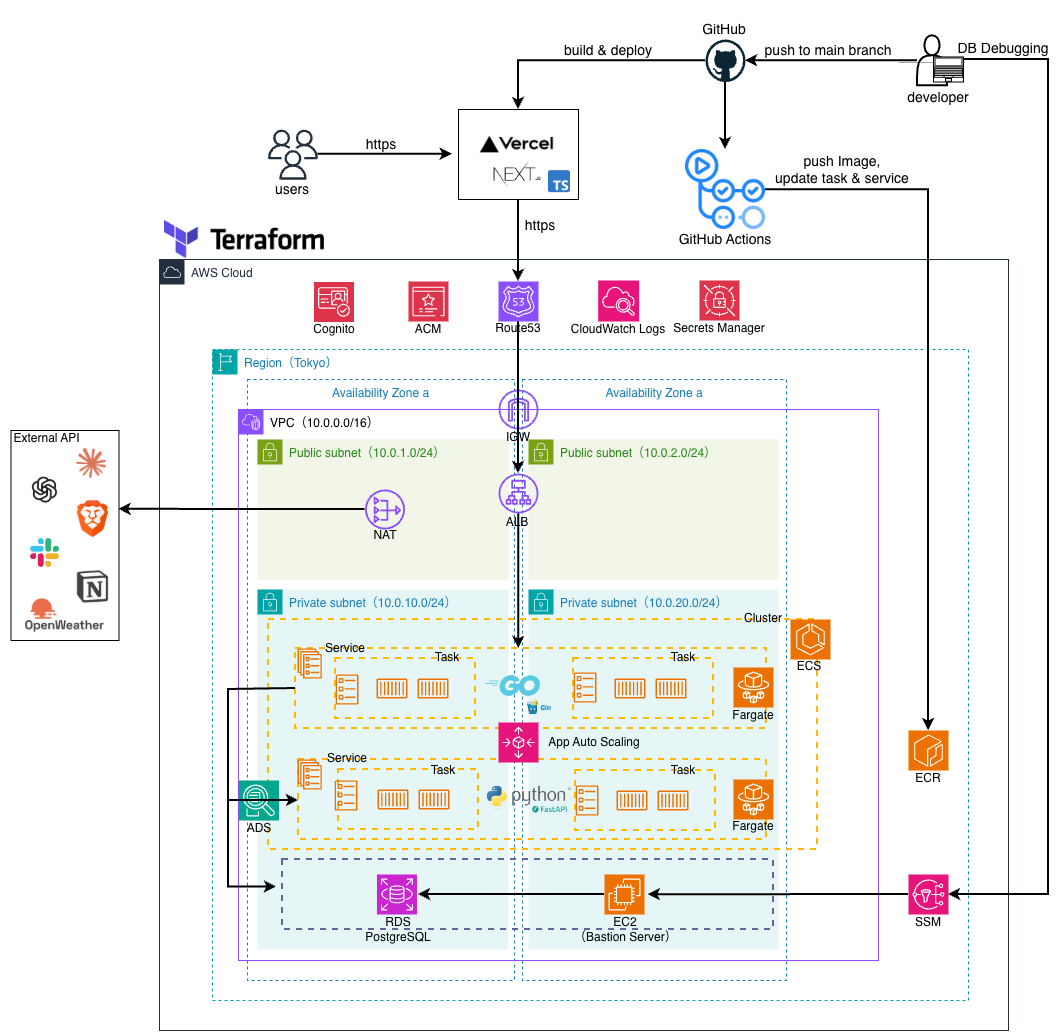 GitHub
build & deploy
push to main branch
DB Debugging
developer
Vercel
NEXT.JS
TS
https
users
push Image,
update task & service
GitHub Actions
https
Terraform
AWS Cloud
Cognito
ACM
53
Route53
CloudWatch Logs
Secrets Manager
Region（Tokyo）
Availability Zone a
Availability Zone a
VPC（10.0.0.0/16）
IGW
External API
Public subnet（10.0.1.0/24）
Public subnet（10.0.2.0/24）
NAT
ALB
OpenWeather
Private subnet（10.0.10.0/24）
Private subnet（10.0.20.0/24）
Cluster
ECS
Service
Task
Task
GO
Gin
Fargate
App Auto Scaling
ECR
Service
Task
Task
python
FastAPI
Fargate
ADS
RDS
PostgreSQL
EC2
（Bastion Server）
SSM